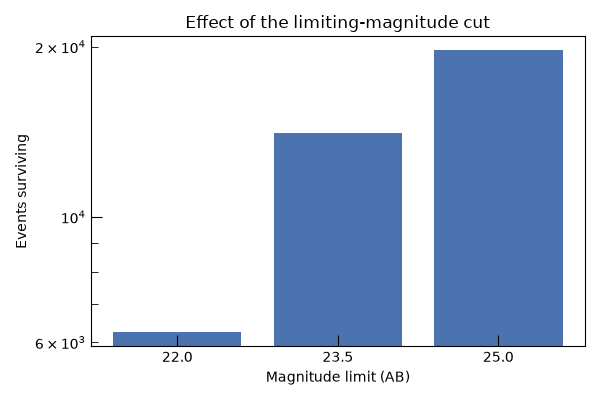 Effect of the limiting-magnitude cut
2 × 10⁴
10⁴
6 × 10³
Events surviving
22.0 23.5 25.0
Magnitude limit (AB)